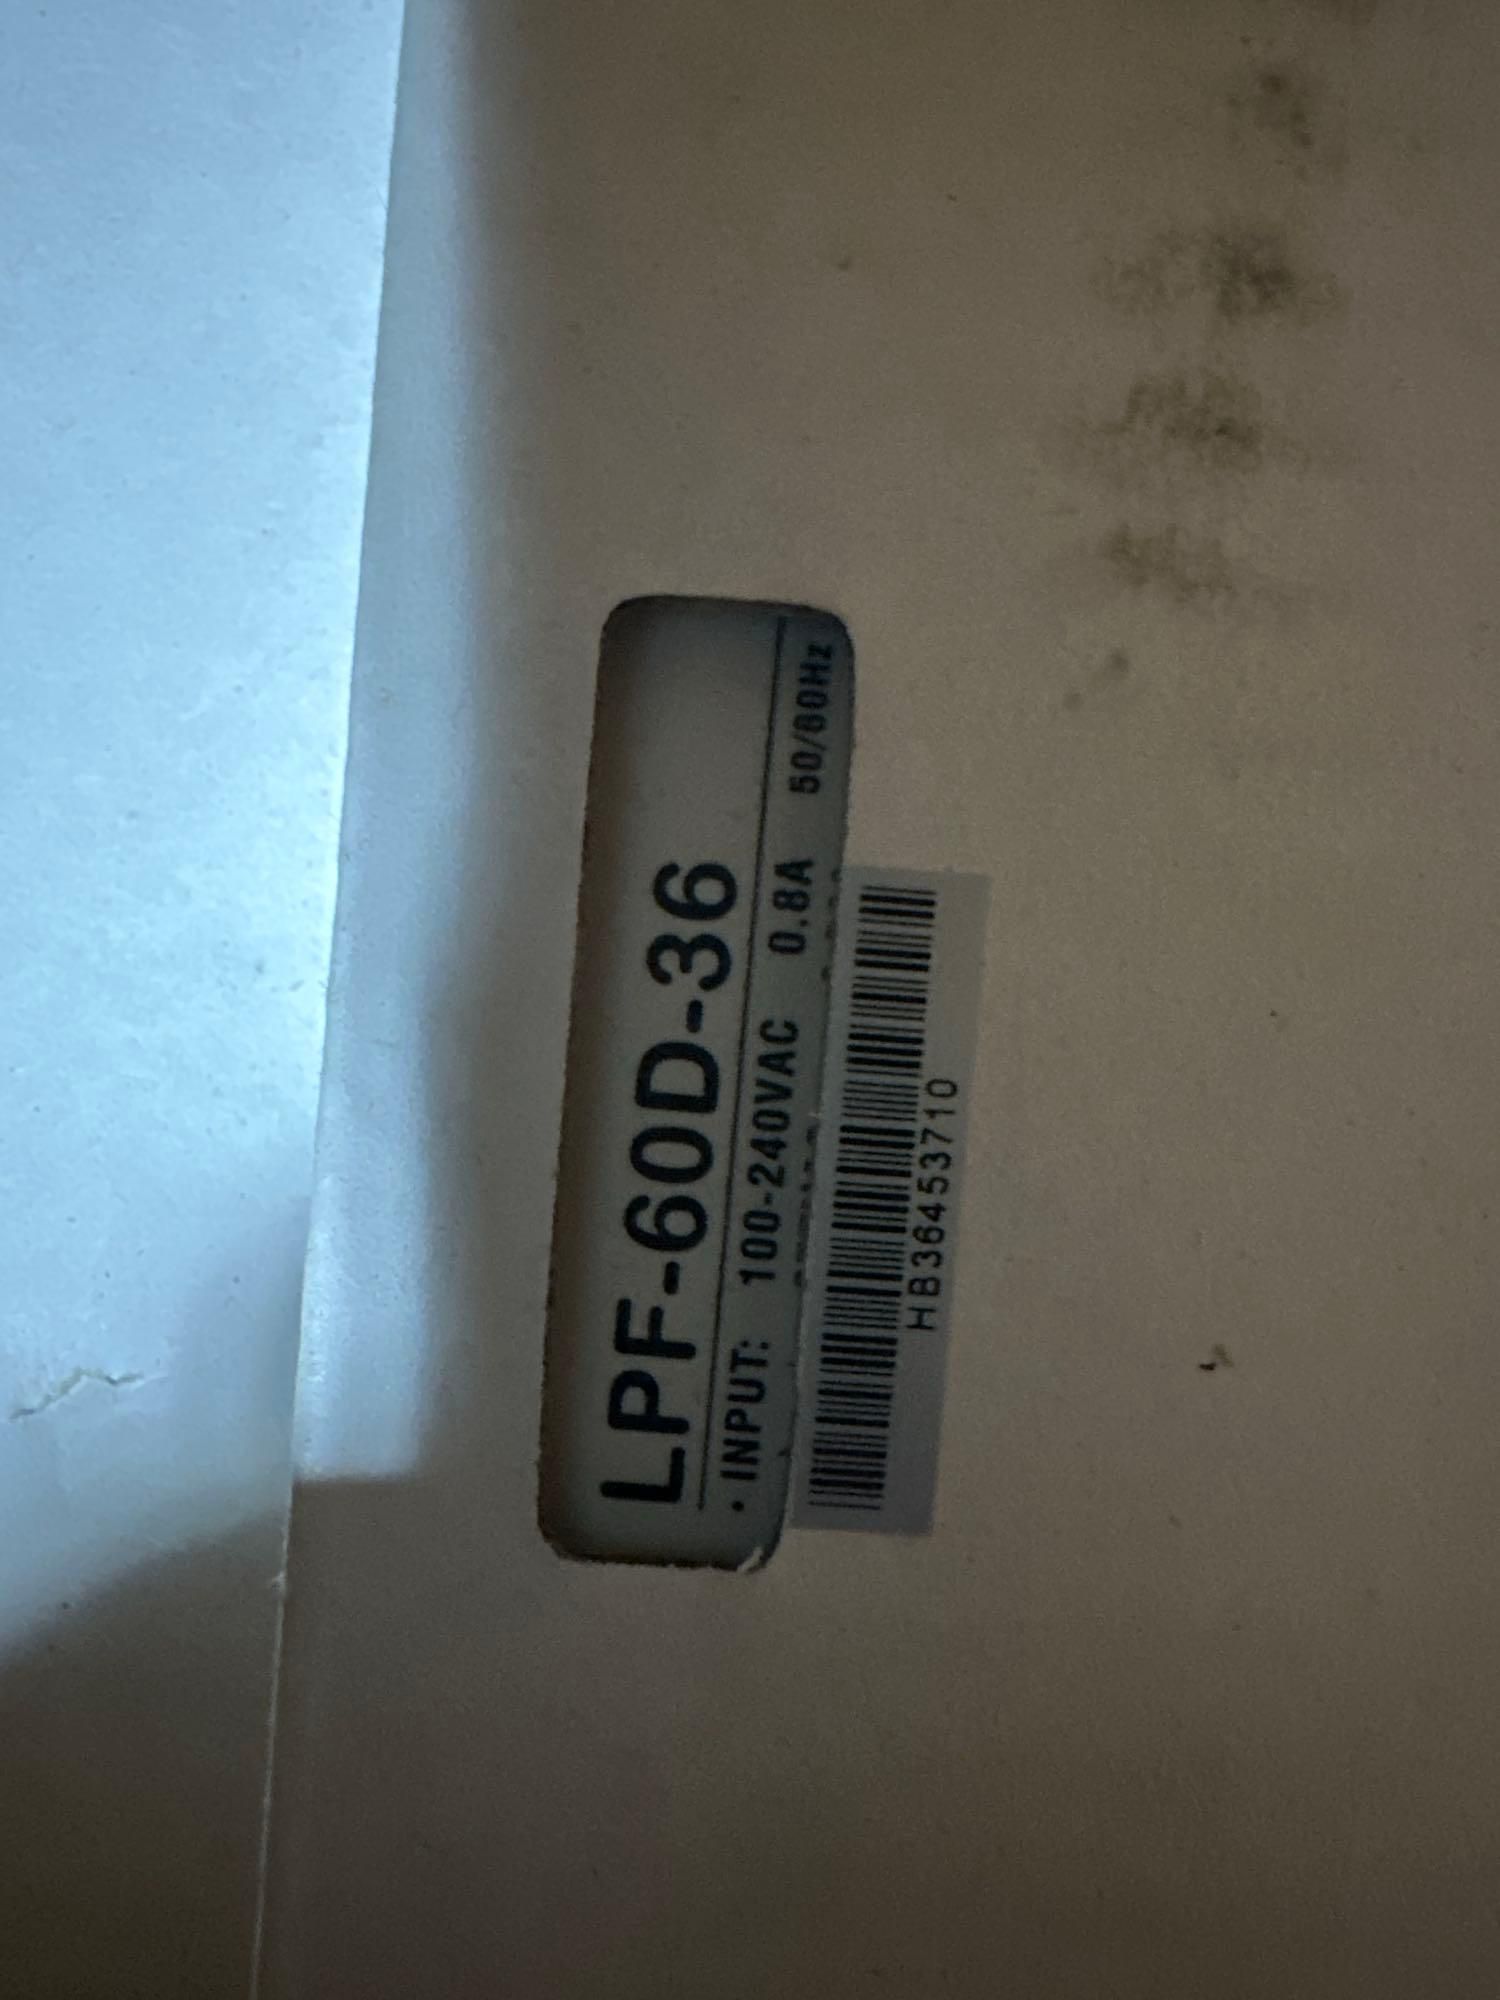 LPF-60D-36
• INPUT: 100-240VAC 0.8A 50/60Hz
HB36453710